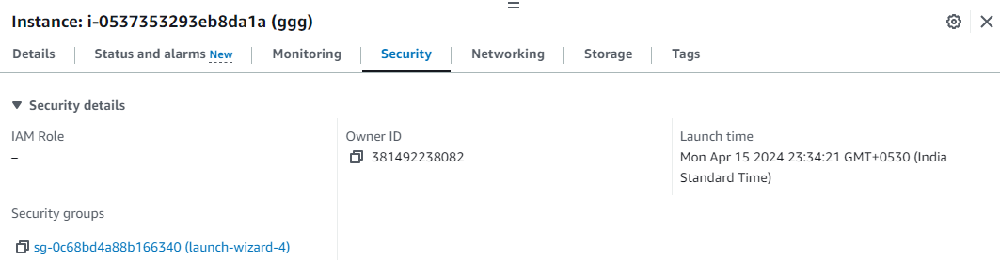 Instance: i-0537353293eb8da1a (ggg)
Details Status and alarms New Monitoring Security Networking Storage Tags
Security details
IAM Role
–
Owner ID
381492238082
Launch time
Mon Apr 15 2024 23:34:21 GMT+0530 (India
Standard Time)
Security groups
sg-0c68bd4a88b166340 (launch-wizard-4)